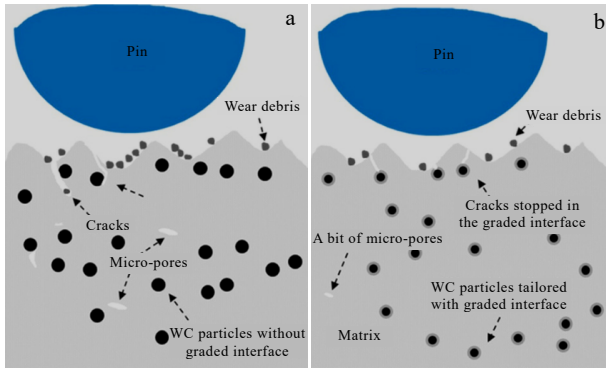 a
Pin
Wear debris
Cracks
Micro-pores
WC particles without
graded interface
b
Pin
Wear debris
Cracks stopped in
the graded interface
A bit of micro-pores
WC particles tailored
with graded interface
Matrix